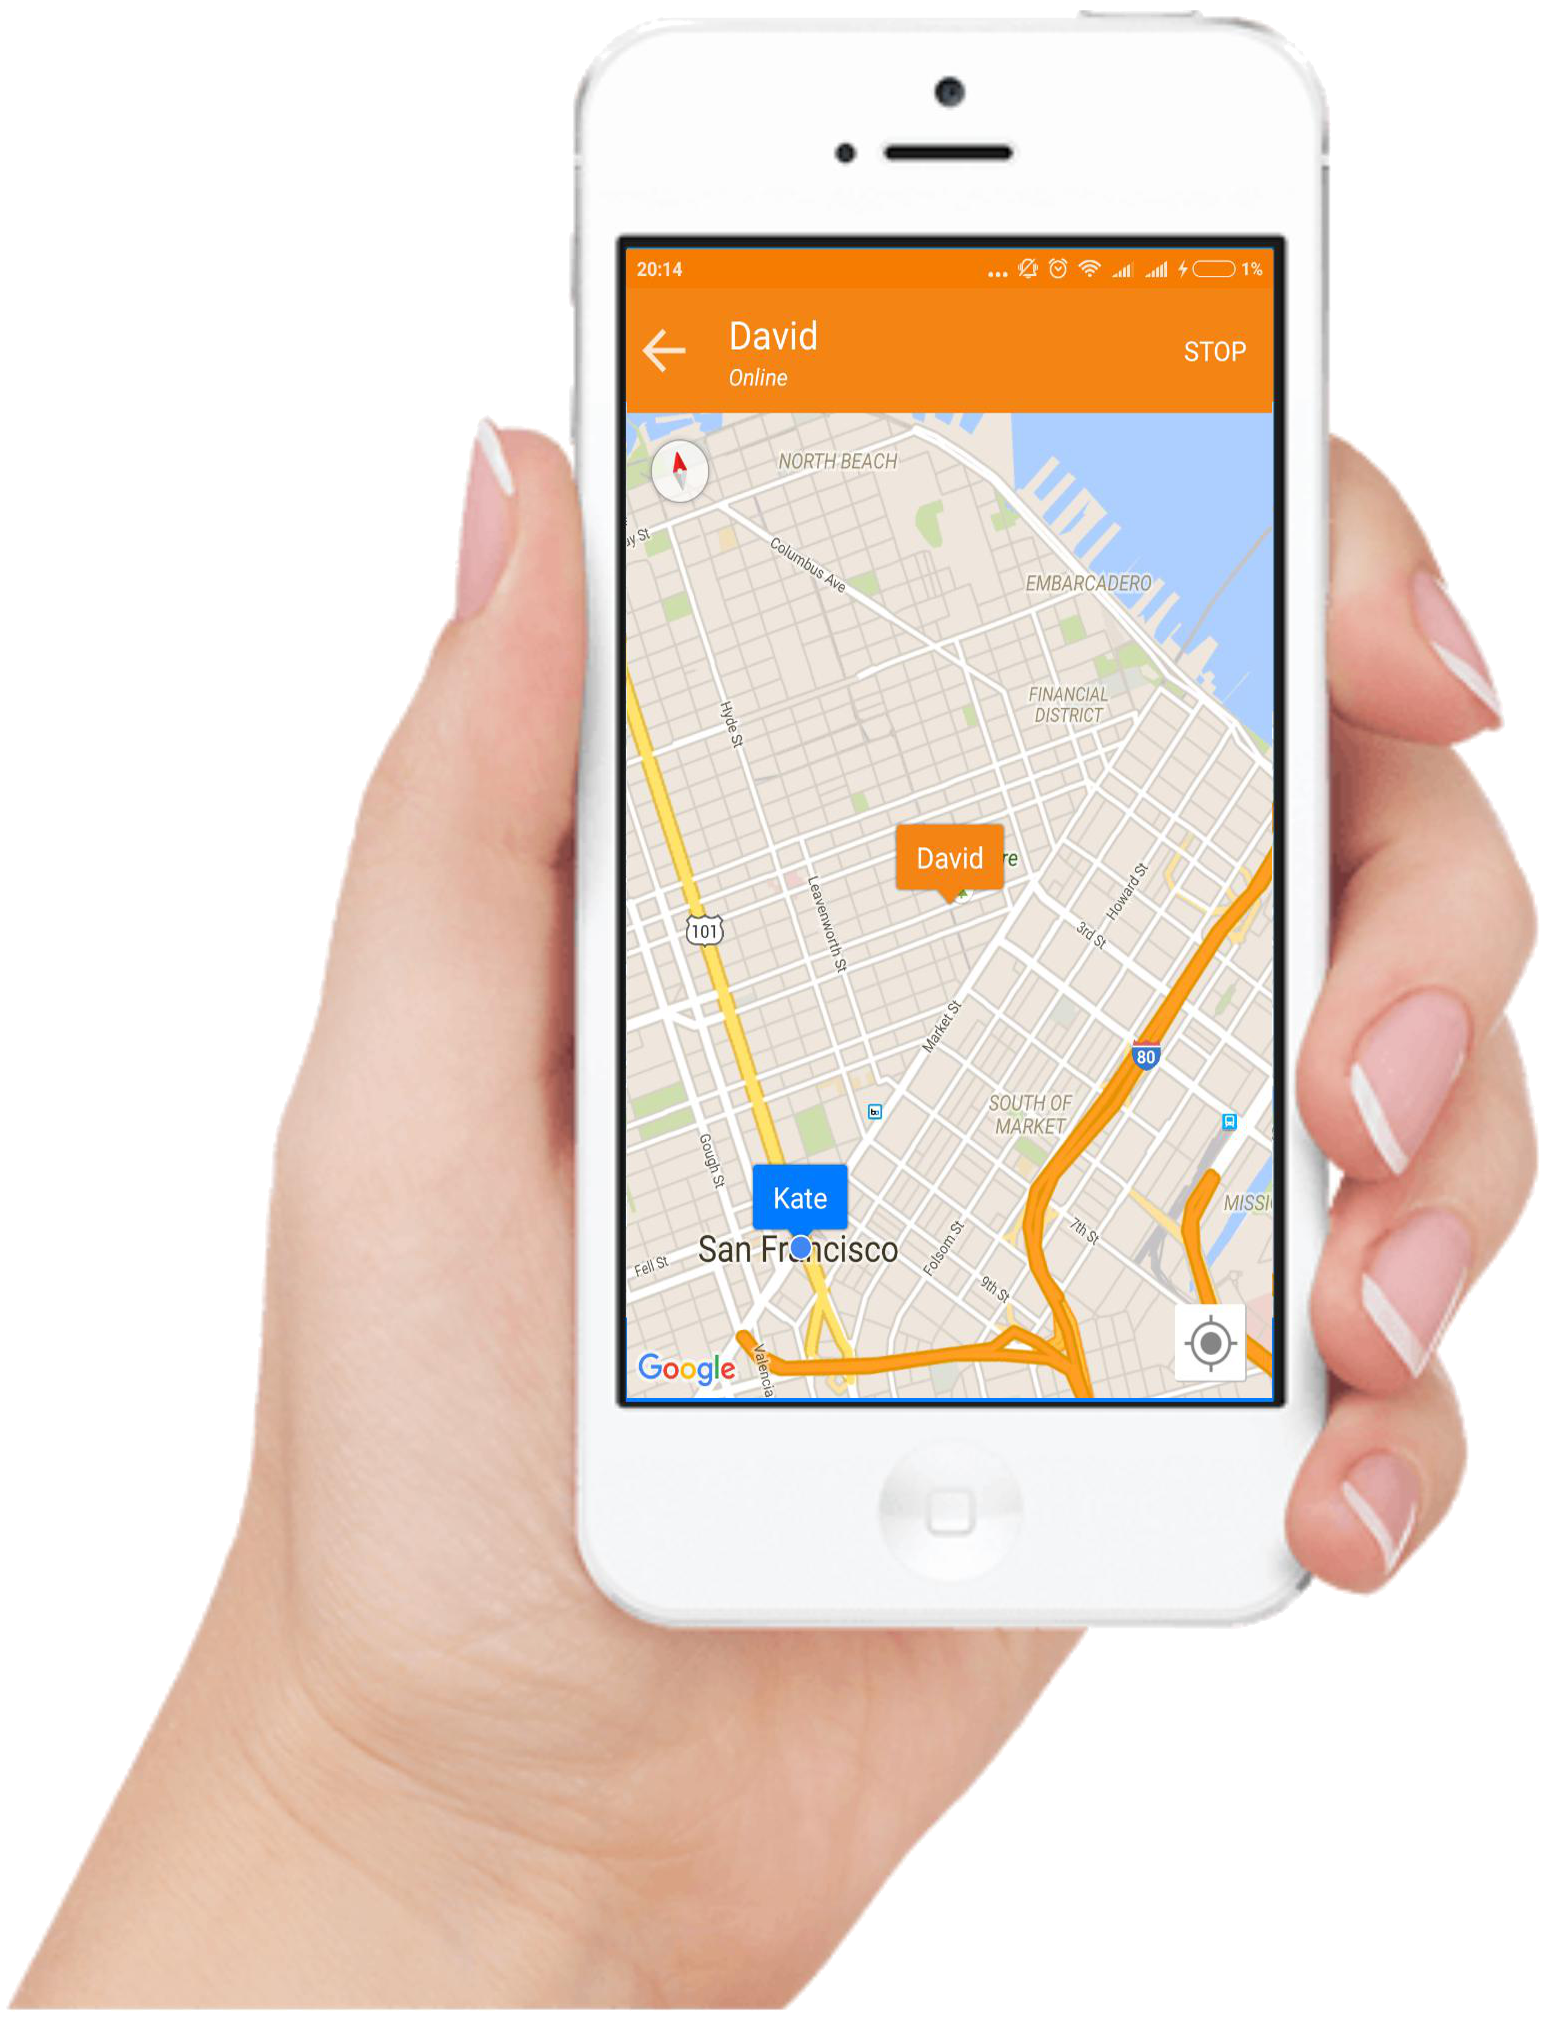 20:14
1%
David
Online
STOP
NORTH BEACH
Columbus Ave
EMBARCADERO
FINANCIAL
DISTRICT
Hyde St
David
Howard St
Leavenworth St
3rd St
101
Market St
80
SOUTH OF
MARKET
Gough St
Kate
7th St
San Francisco
Folsom St
Fell St
9th St
Valencia
Google